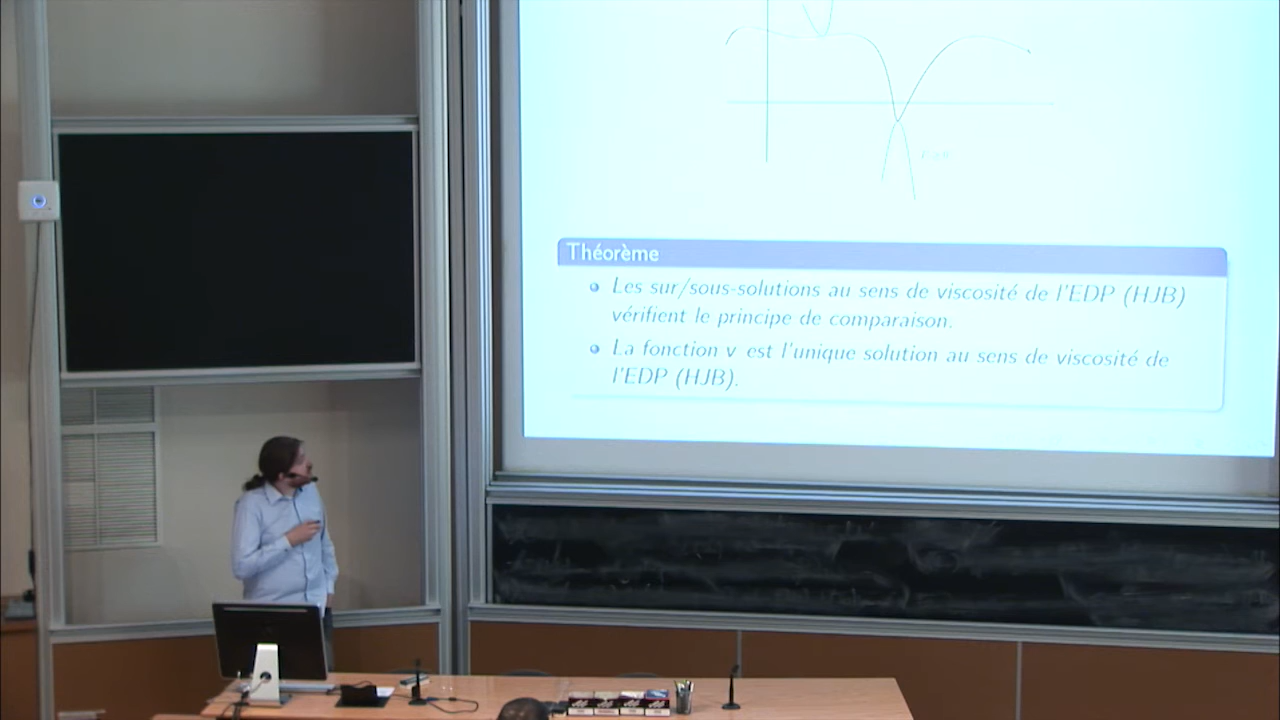 Théorème
Les sur/sous-solutions au sens de viscosité de l'EDP (HJB)
vérifient le principe de comparaison.
La fonction v est l'unique solution au sens de viscosité de
l'EDP (HJB).